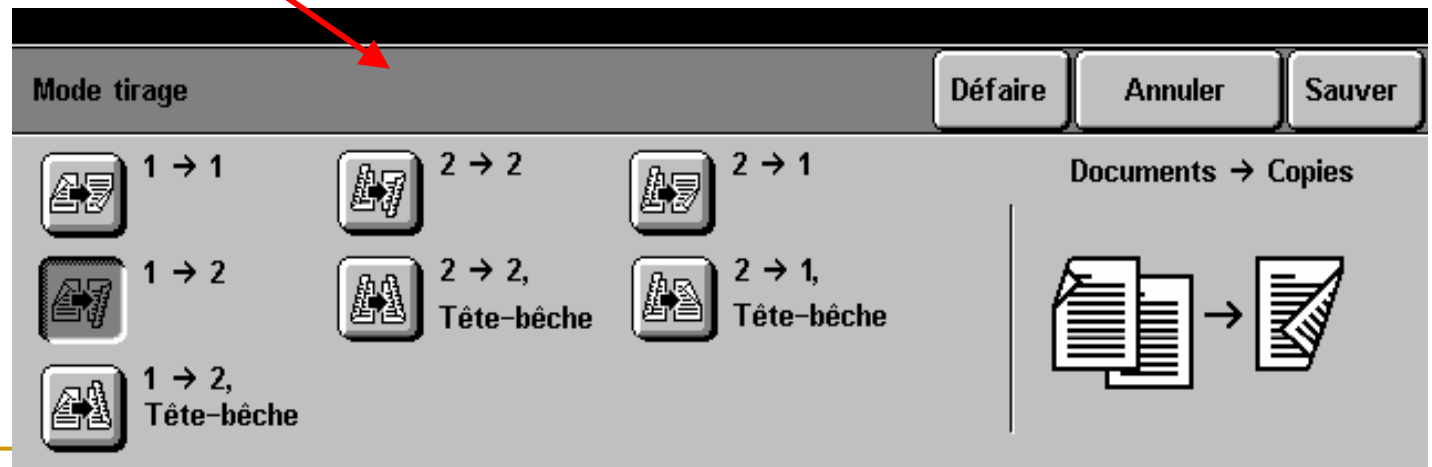 Mode tirage
Défaire
Annuler
Sauver
1 → 1
2 → 2
2 → 1
Documents → Copies
1 → 2
2 → 2,
Tête-bêche
2 → 1,
Tête-bêche
1 → 2,
Tête-bêche